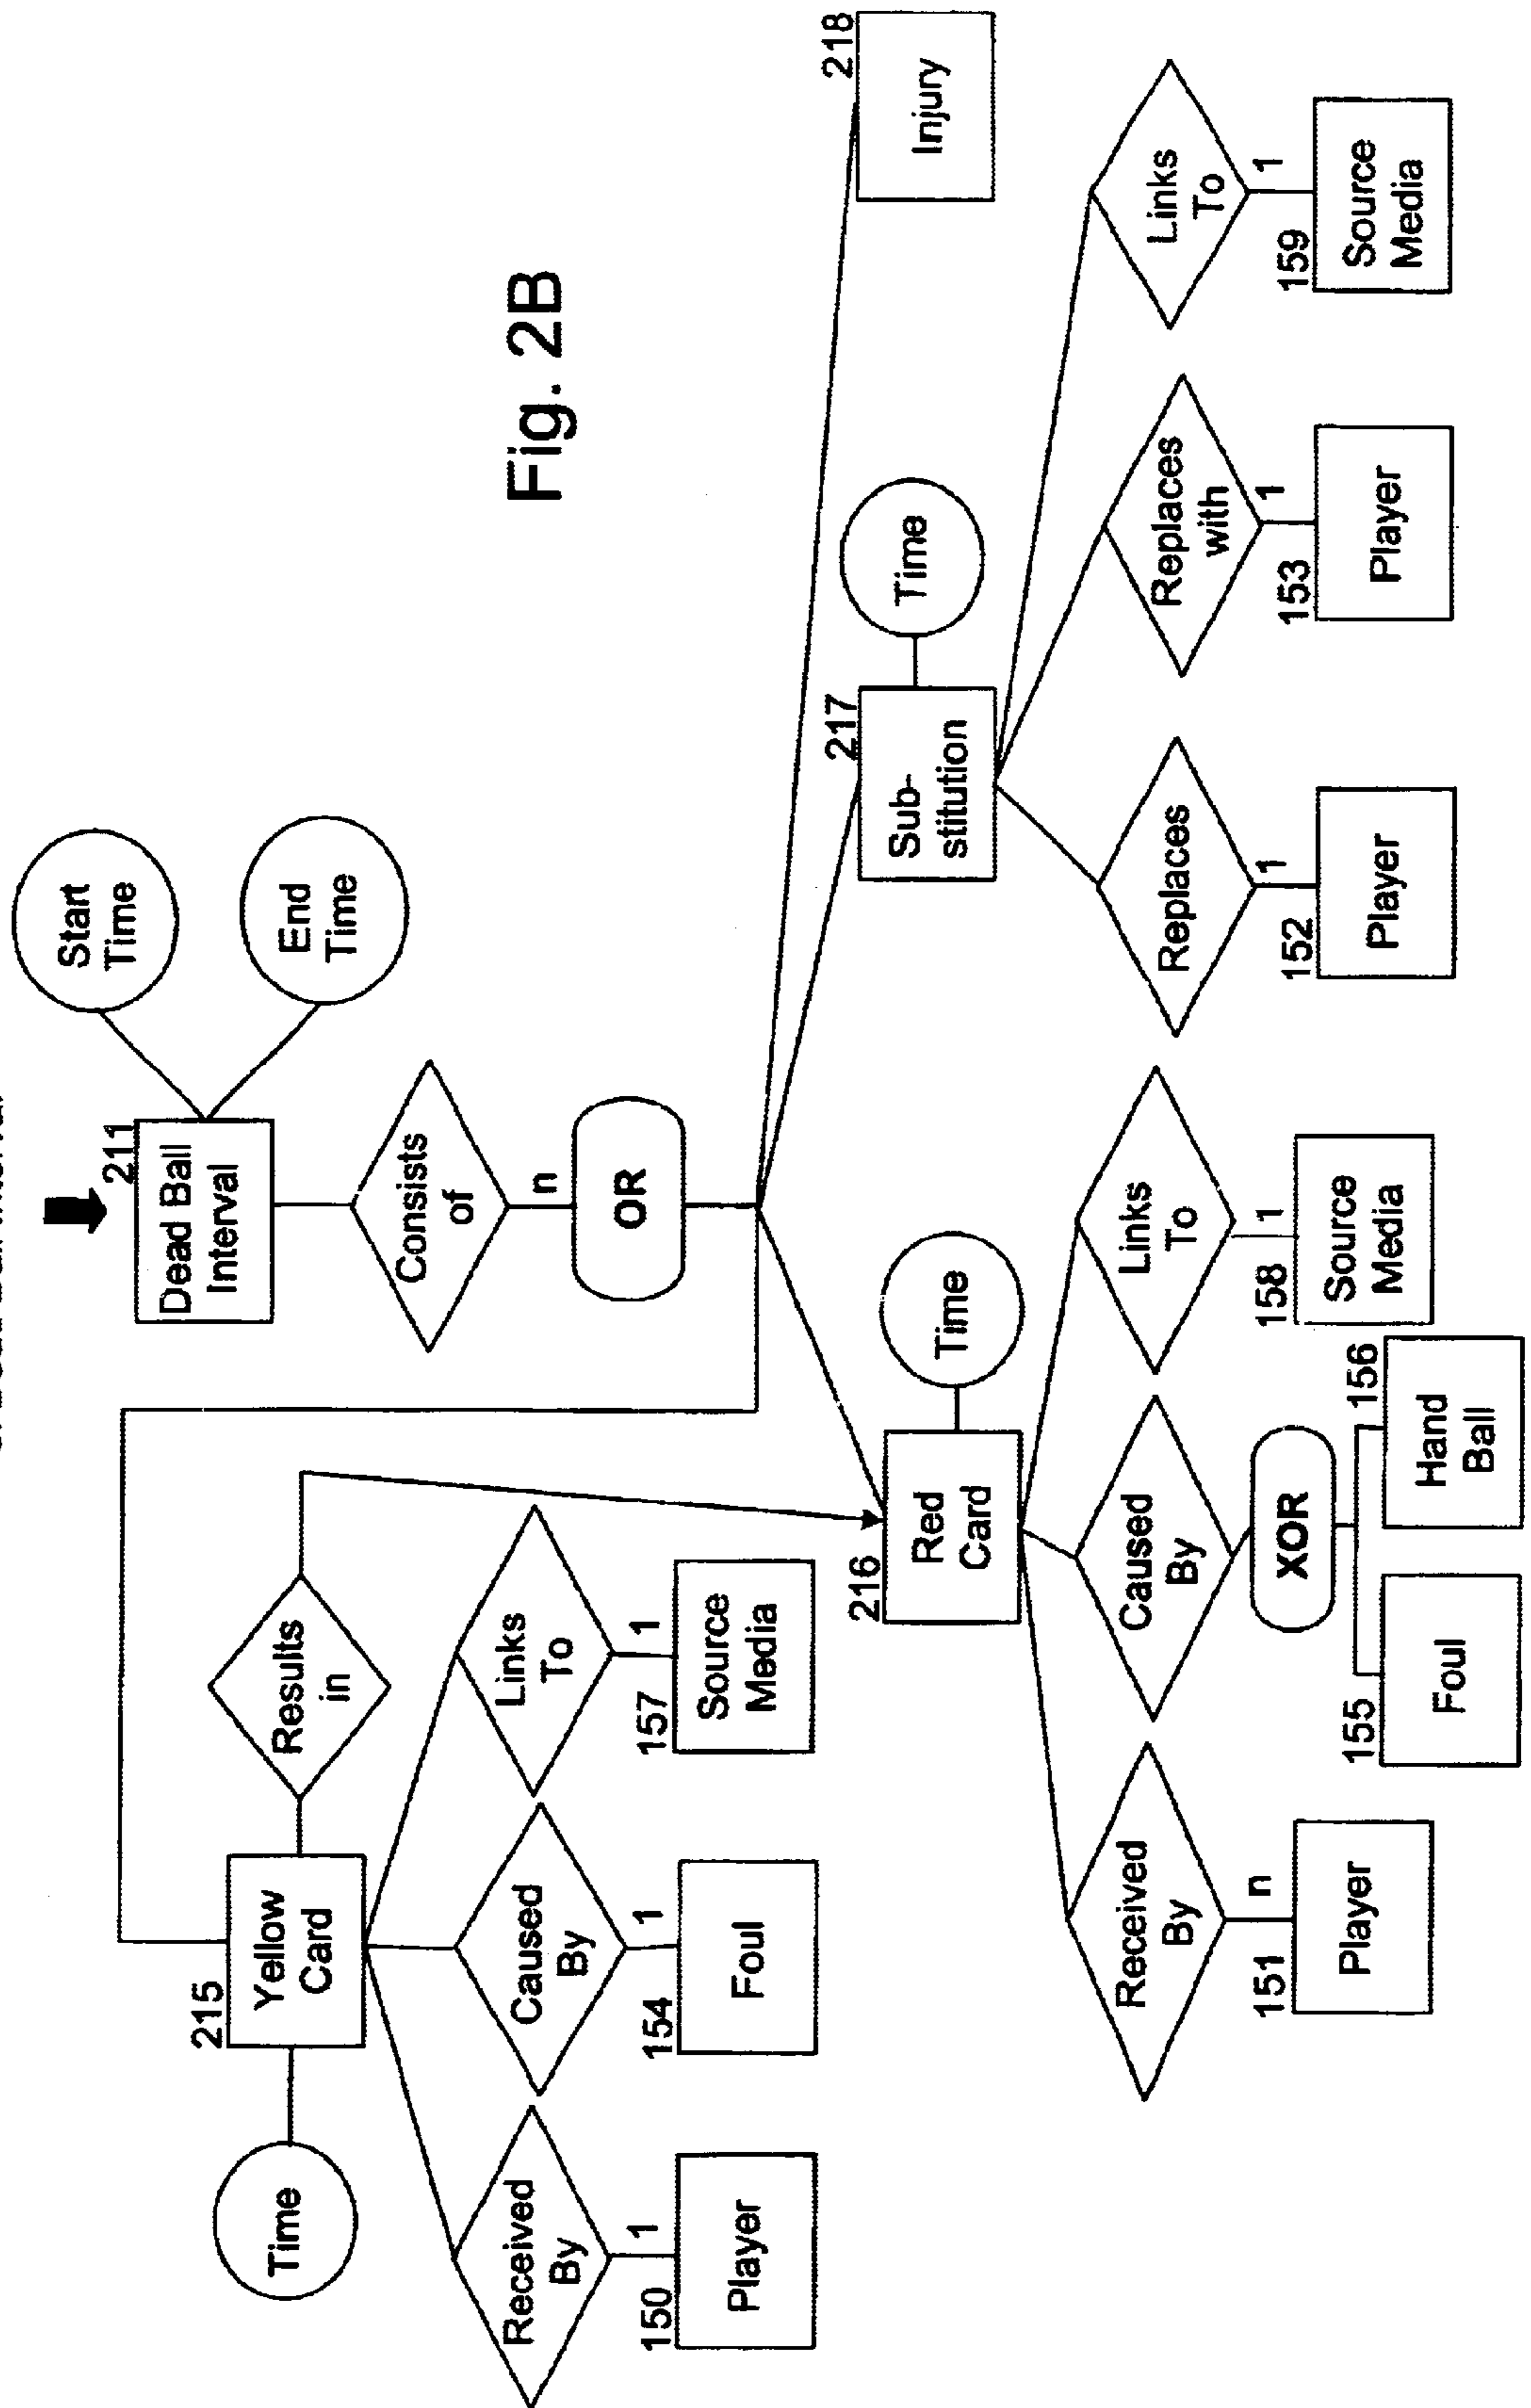 211
Dead Ball
Interval
Start
Time
End
Time
Consists
of
n
OR
215
Yellow
Card
Time
Results
in
Received
By
1
150
Player
Caused
By
1
154
Foul
Links
To
1
157
Source
Media
216
Red
Card
Time
Received
By
n
151
Player
Caused
By
XOR
155
Foul
156
Hand
Ball
Links
To
1
158
Source
Media
217
Sub-
stitution
Time
Replaces
1
152
Player
Replaces
with
1
153
Player
Links
To
1
159
Source
Media
218
Injury
Fig. 2B